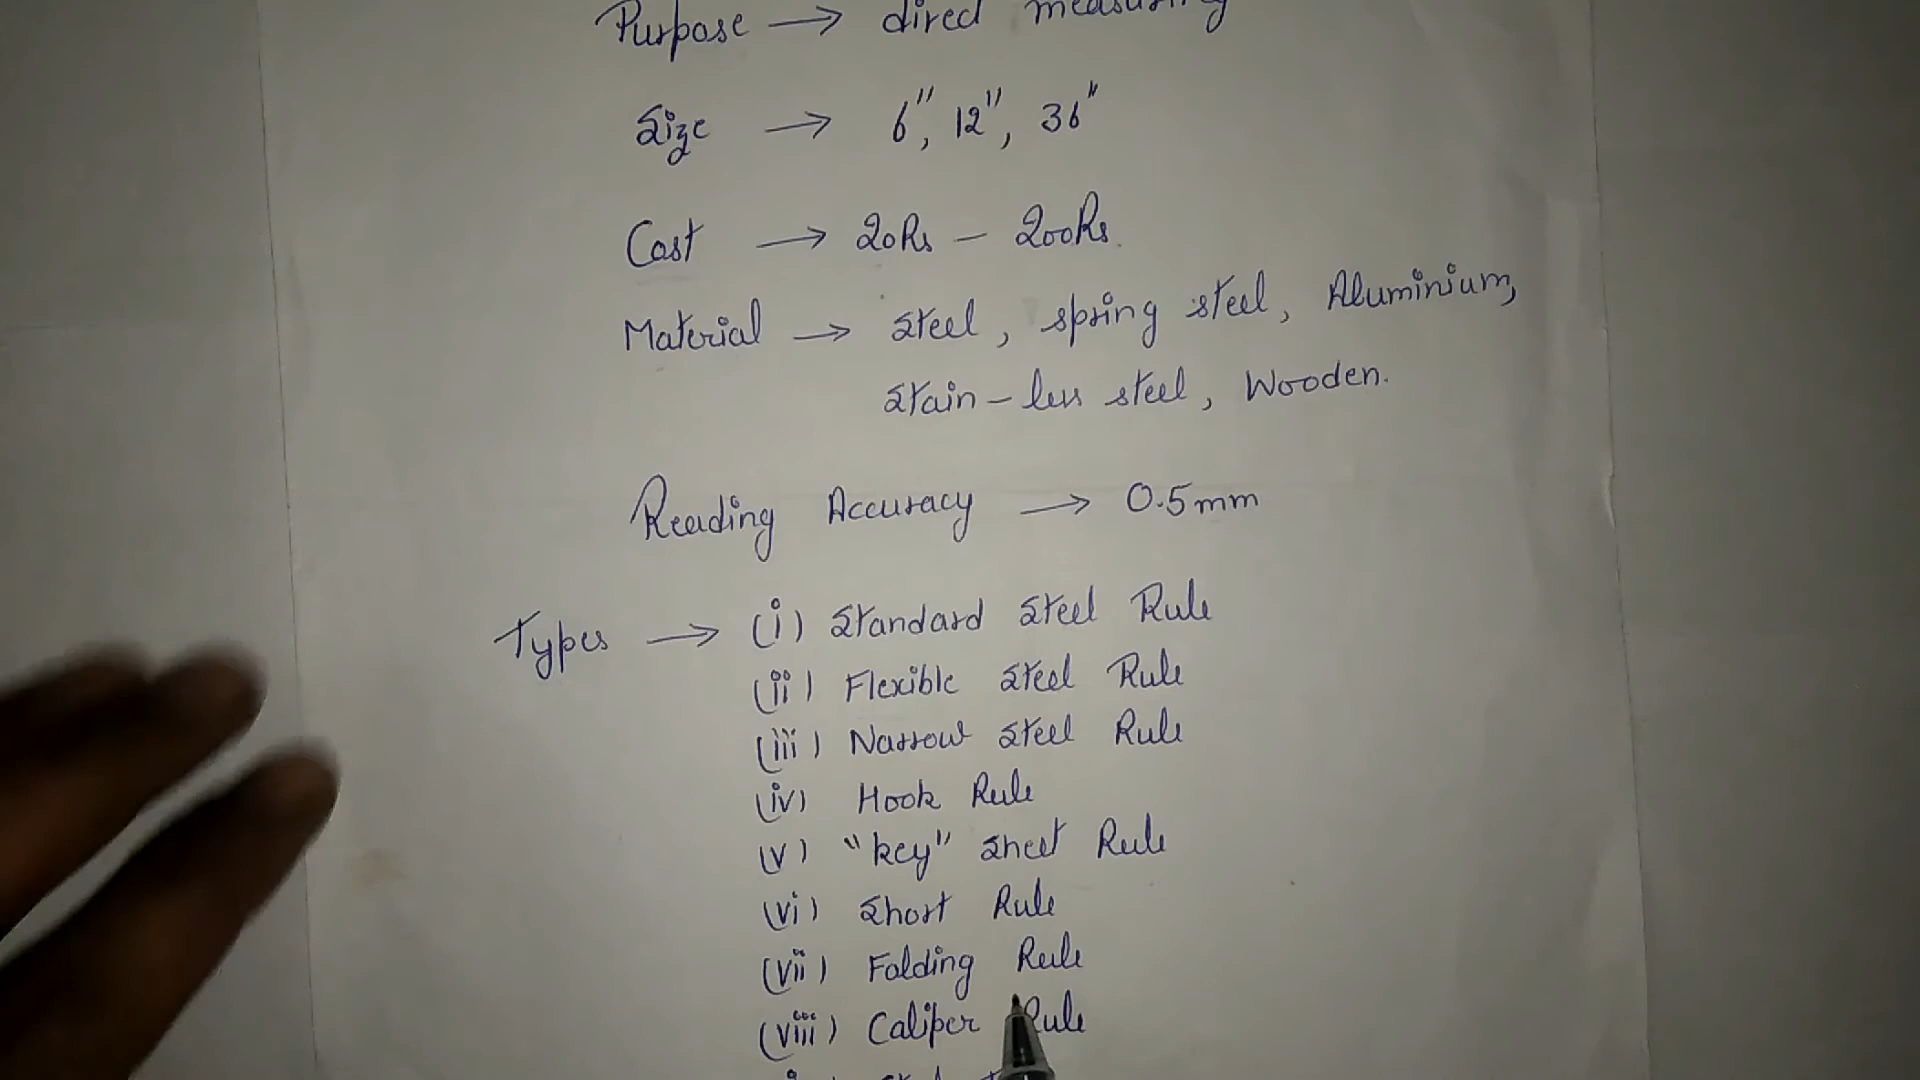 Purpose → direct measuring
Size → 6", 12", 36"
Cost → 20Rs - 200Rs.
Material → Steel, spring steel, Aluminium,
Stain-less steel, Wooden.
Reading Accuracy → 0.5mm
Types → (i) Standard Steel Rule
(ii) Flexible Steel Rule
(iii) Narrow Steel Rule
(iv) Hook Rule
(v) "key" Sheet Rule
(vi) Short Rule
(vii) Folding Rule
(viii) Caliper Rule